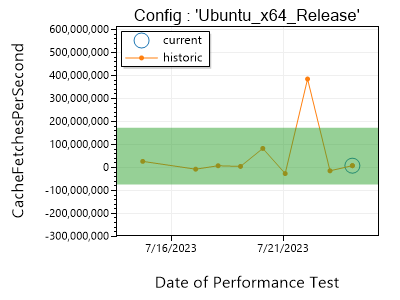 Config : 'Ubuntu_x64_Release'
CacheFetchesPerSecond
600,000,000
500,000,000
400,000,000
300,000,000
200,000,000
100,000,000
0
-100,000,000
-200,000,000
-300,000,000
current
historic
7/16/2023
7/21/2023
Date of Performance Test